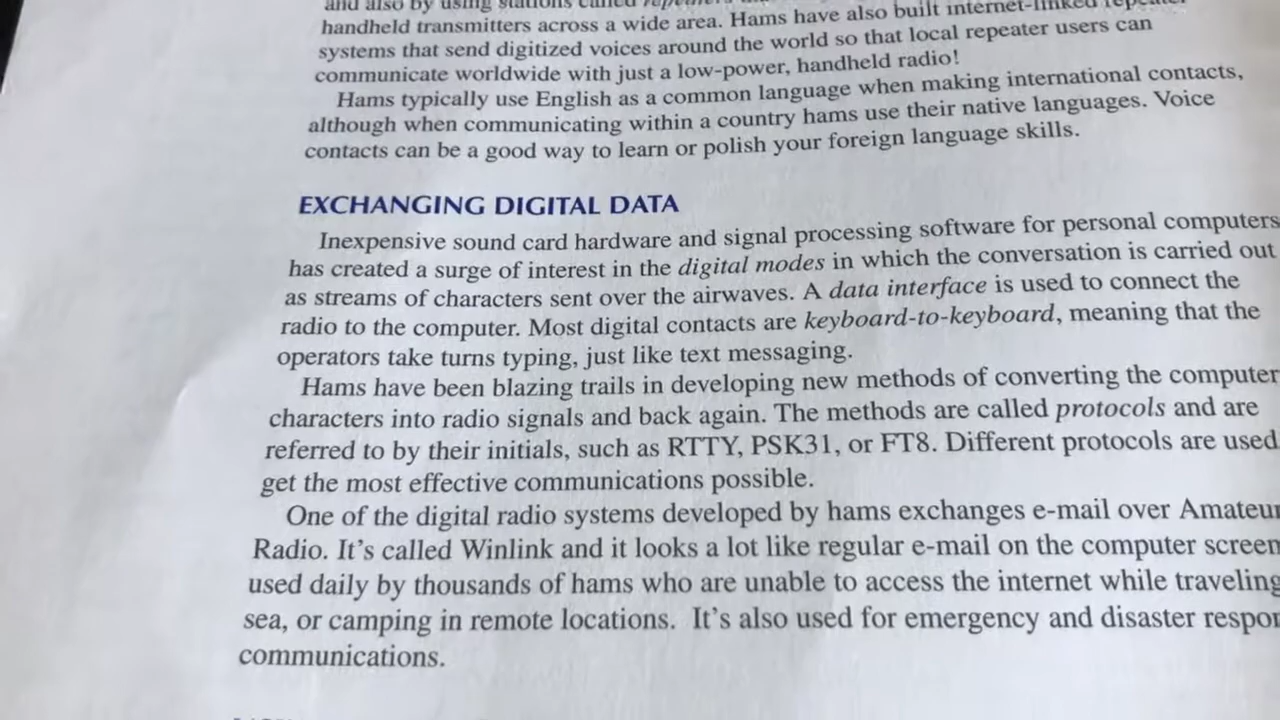 and also by using stations called repeaters
handheld transmitters across a wide area. Hams have also built internet-linked repeater
systems that send digitized voices around the world so that local repeater users can
communicate worldwide with just a low-power, handheld radio!
Hams typically use English as a common language when making international contacts,
although when communicating within a country hams use their native languages. Voice
contacts can be a good way to learn or polish your foreign language skills.
EXCHANGING DIGITAL DATA
Inexpensive sound card hardware and signal processing software for personal computers
has created a surge of interest in the digital modes in which the conversation is carried out
as streams of characters sent over the airwaves. A data interface is used to connect the
radio to the computer. Most digital contacts are keyboard-to-keyboard, meaning that the
operators take turns typing, just like text messaging.
Hams have been blazing trails in developing new methods of converting the computer
characters into radio signals and back again. The methods are called protocols and are
referred to by their initials, such as RTTY, PSK31, or FT8. Different protocols are used
get the most effective communications possible.
One of the digital radio systems developed by hams exchanges e-mail over Amateur
Radio. It's called Winlink and it looks a lot like regular e-mail on the computer screen
used daily by thousands of hams who are unable to access the internet while traveling
sea, or camping in remote locations. It's also used for emergency and disaster respon
communications.